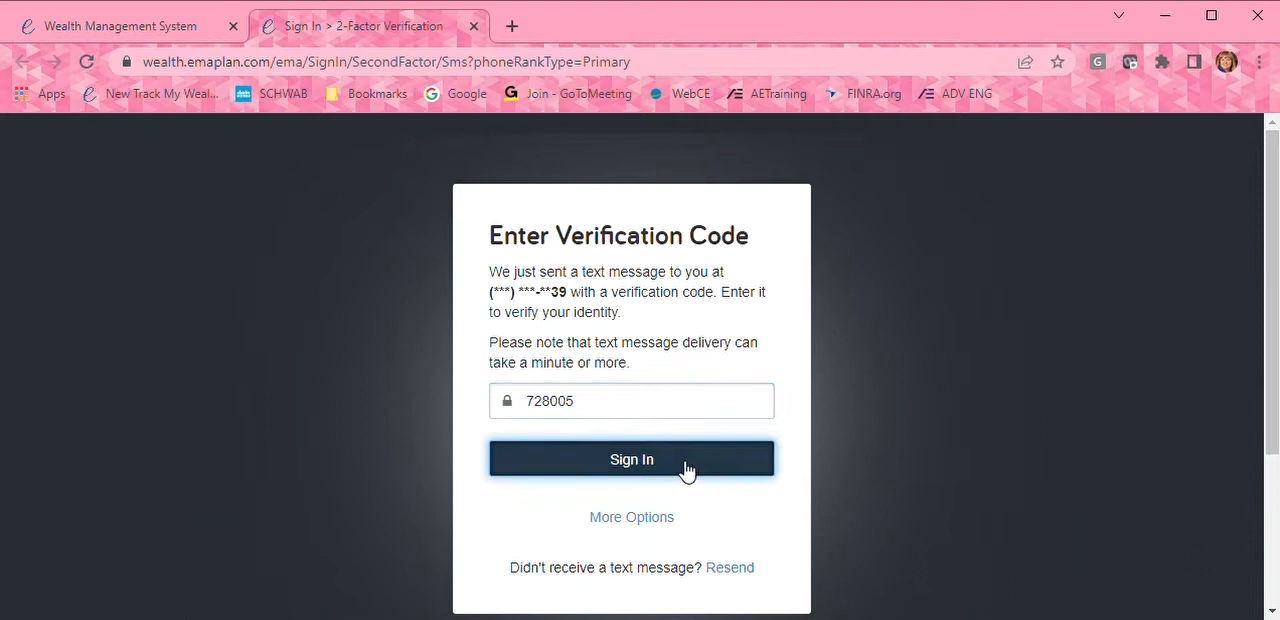 Wealth Management System
Sign In > 2-Factor Verification
wealth.emaplan.com/ema/SignIn/SecondFactor/Sms?phoneRankType=Primary
Apps New Track My Weal... SCHWAB Bookmarks Google Join - GoToMeeting WebCE AETraining FINRA.org ADV ENG
Enter Verification Code
We just sent a text message to you at
(***) ***-**39 with a verification code. Enter it
to verify your identity.
Please note that text message delivery can
take a minute or more.
728005
Sign In
More Options
Didn't receive a text message? Resend